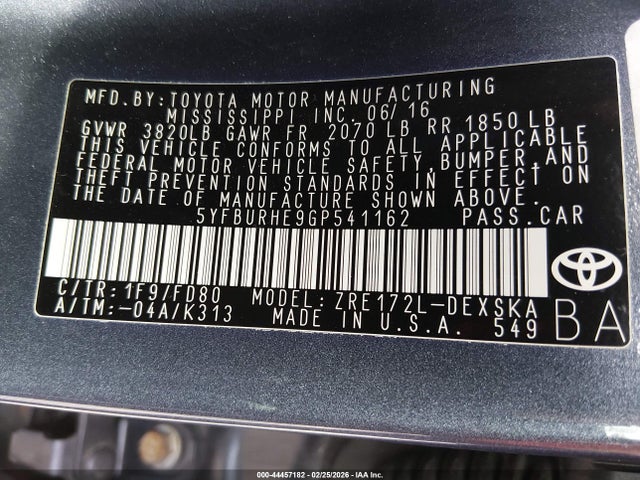 MFD.BY:TOYOTA MOTOR MANUFACTURING
MISSISSIPPI INC. 06/16
GVWR 3820LB GAWR FR 2070 LB RR 1850 LB
THIS VEHICLE CONFORMS TO ALL APPLICABLE
FEDERAL MOTOR VEHICLE SAFETY,BUMPER,AND
THEFT PREVENTION STANDARDS IN EFFECT ON
THE DATE OF MANUFACTURE SHOWN ABOVE.
5YFBURHE9GP541162 PASS.CAR
C/TR: 1F9/FD80 MODEL: ZRE172L-DEXSKA
A/TM:-04A/K313 MADE IN U.S.A. 549
BA
000-44457182 - 02/25/2026 - IAA Inc.